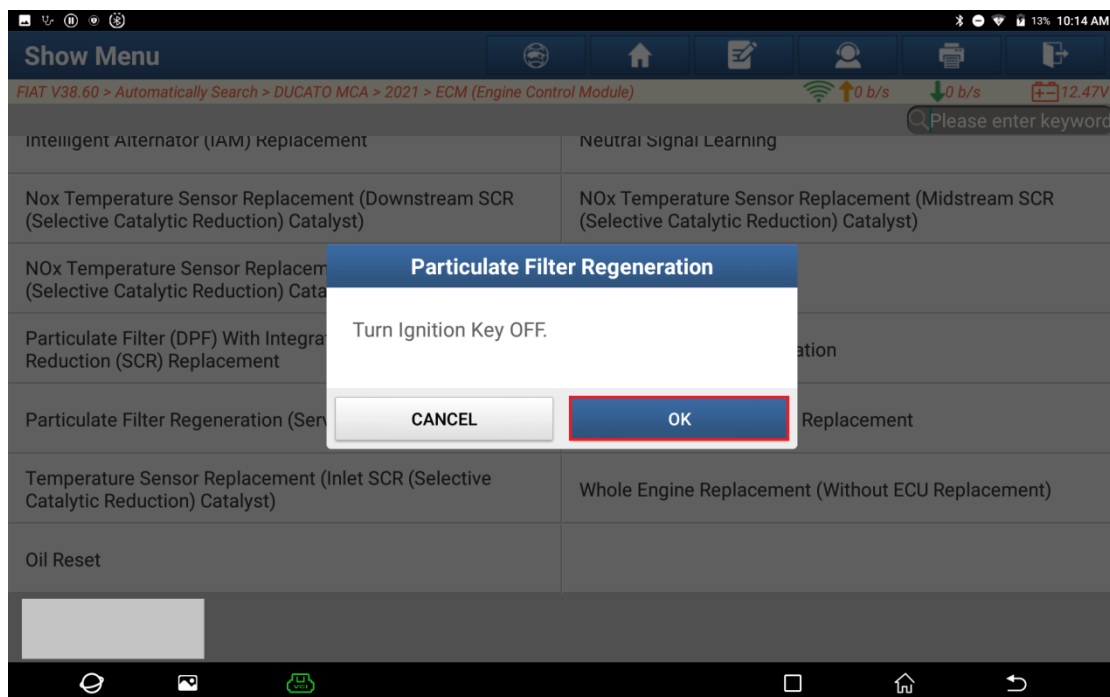 13% 10:14 AM
Show Menu
FIAT V38.60 > Automatically Search > DUCATO MCA > 2021 > ECM (Engine Control Module)
0 b/s
0 b/s
12.47V
Please enter keyword
Intelligent Alternator (IAM) Replacement
Neutral Signal Learning
Nox Temperature Sensor Replacement (Downstream SCR
(Selective Catalytic Reduction) Catalyst)
NOx Temperature Sensor Replacement (Midstream SCR
(Selective Catalytic Reduction) Catalyst)
NOx Temperature Sensor Replacem
(Selective Catalytic Reduction) Cata
Particulate Filter Regeneration
Turn Ignition Key OFF.
CANCEL
OK
Particulate Filter (DPF) With Integra
Reduction (SCR) Replacement
ation
Particulate Filter Regeneration (Serv
Replacement
Temperature Sensor Replacement (Inlet SCR (Selective
Catalytic Reduction) Catalyst)
Whole Engine Replacement (Without ECU Replacement)
Oil Reset
VCI